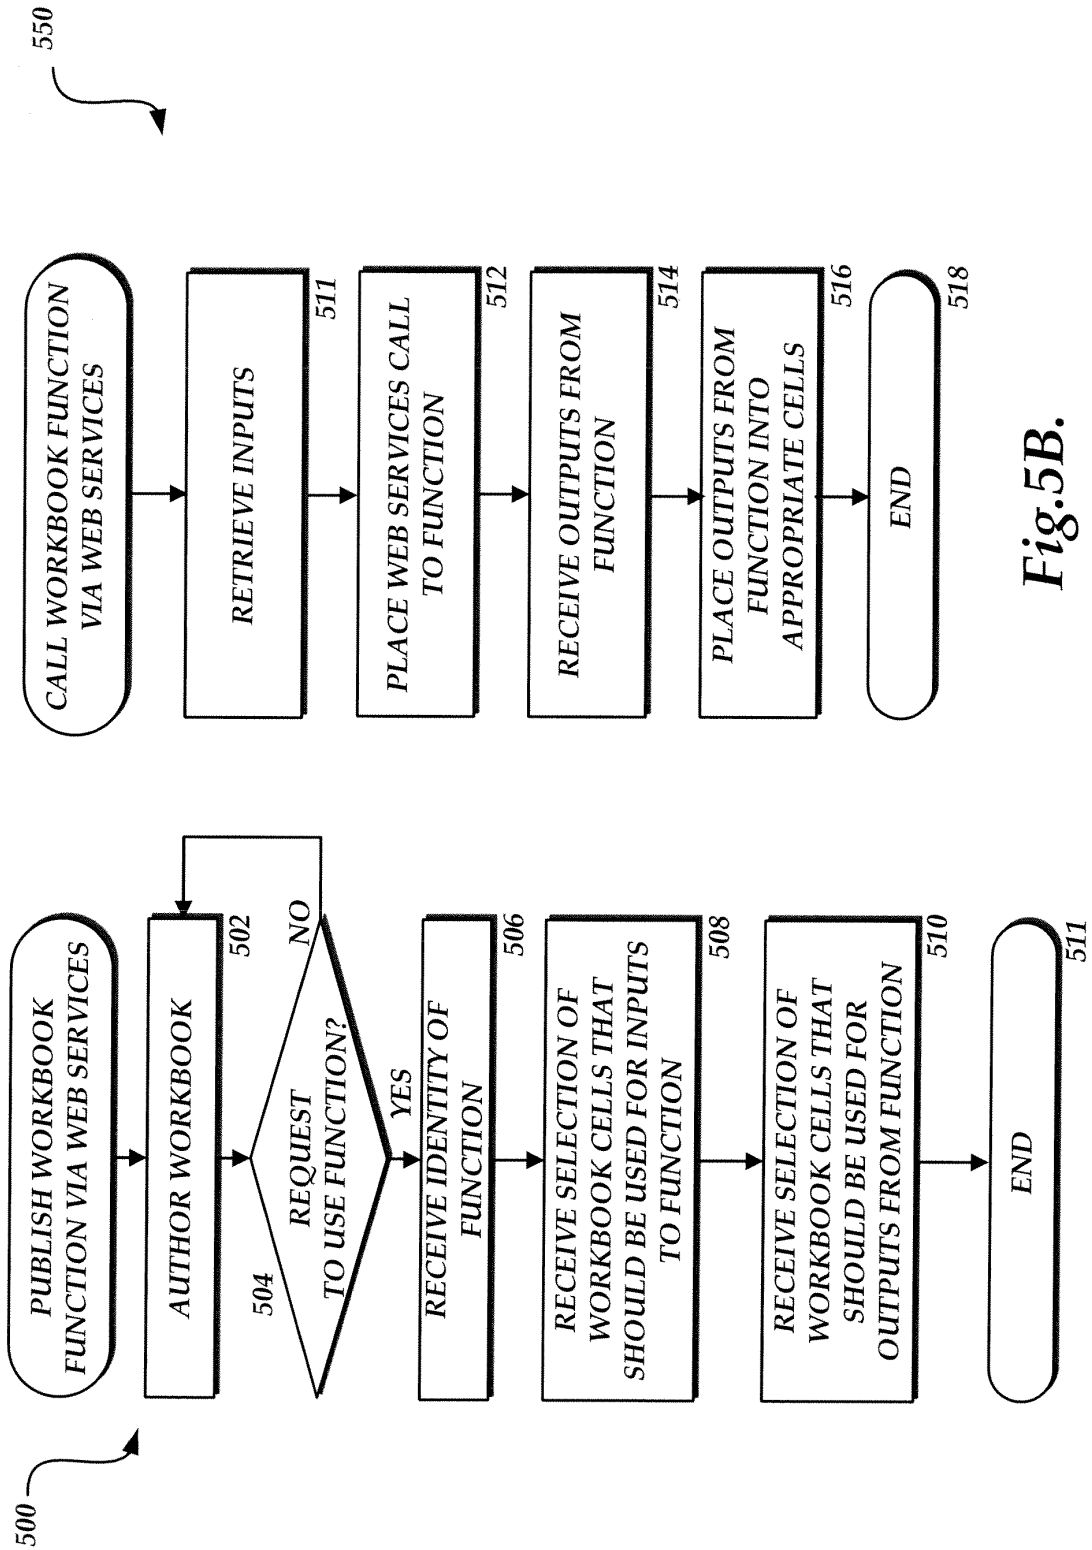 500
PUBLISH WORKBOOK
FUNCTION VIA WEB SERVICES
AUTHOR WORKBOOK
502
504
REQUEST
TO USE FUNCTION?
NO
YES
RECEIVE IDENTITY OF
FUNCTION
506
RECEIVE SELECTION OF
WORKBOOK CELLS THAT
SHOULD BE USED FOR INPUTS
TO FUNCTION
508
RECEIVE SELECTION OF
WORKBOOK CELLS THAT
SHOULD BE USED FOR
OUTPUTS FROM FUNCTION
510
END
511
550
CALL WORKBOOK FUNCTION
VIA WEB SERVICES
RETRIEVE INPUTS
511
PLACE WEB SERVICES CALL
TO FUNCTION
512
RECEIVE OUTPUTS FROM
FUNCTION
514
PLACE OUTPUTS FROM
FUNCTION INTO
APPROPRIATE CELLS
516
END
518
Fig.5B.